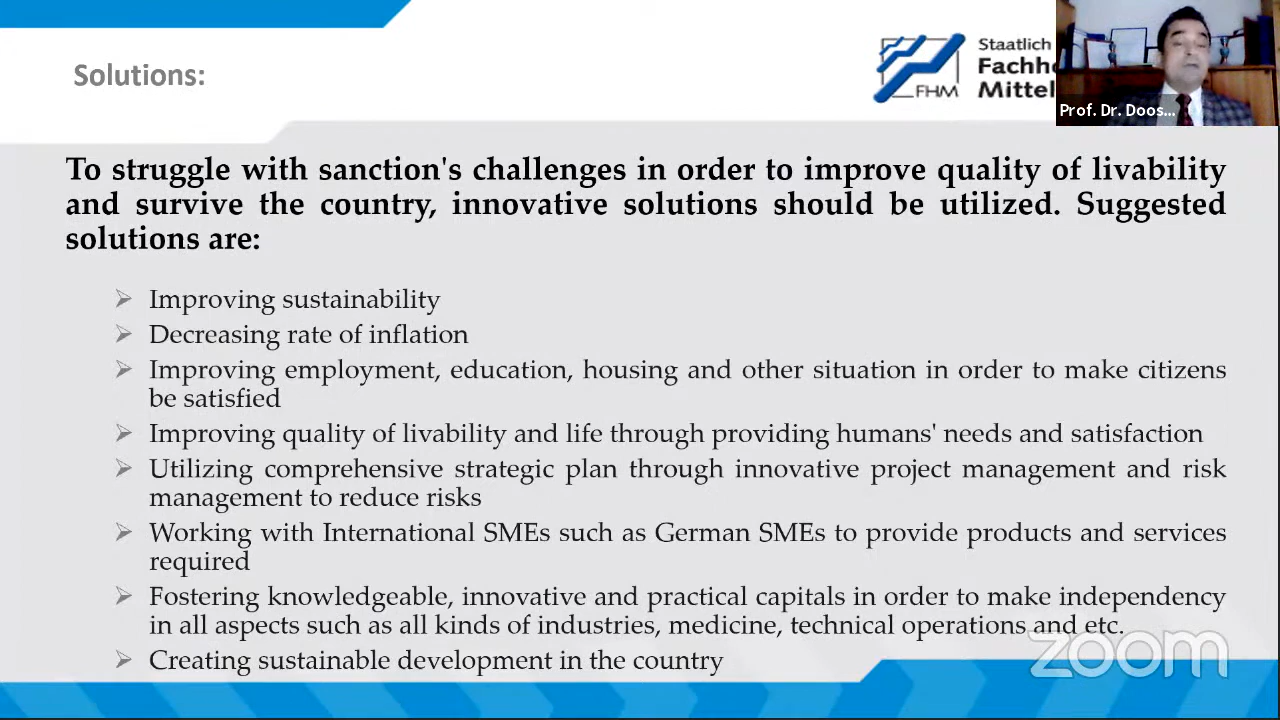 Solutions:
Staatlich
Fachho
Mittel
FHM
Prof. Dr. Doos...
To struggle with sanction's challenges in order to improve quality of livability
and survive the country, innovative solutions should be utilized. Suggested
solutions are:
Improving sustainability
Decreasing rate of inflation
Improving employment, education, housing and other situation in order to make citizens
be satisfied
Improving quality of livability and life through providing humans' needs and satisfaction
Utilizing comprehensive strategic plan through innovative project management and risk
management to reduce risks
Working with International SMEs such as German SMEs to provide products and services
required
Fostering knowledgeable, innovative and practical capitals in order to make independency
in all aspects such as all kinds of industries, medicine, technical operations and etc.
Creating sustainable development in the country
zoom